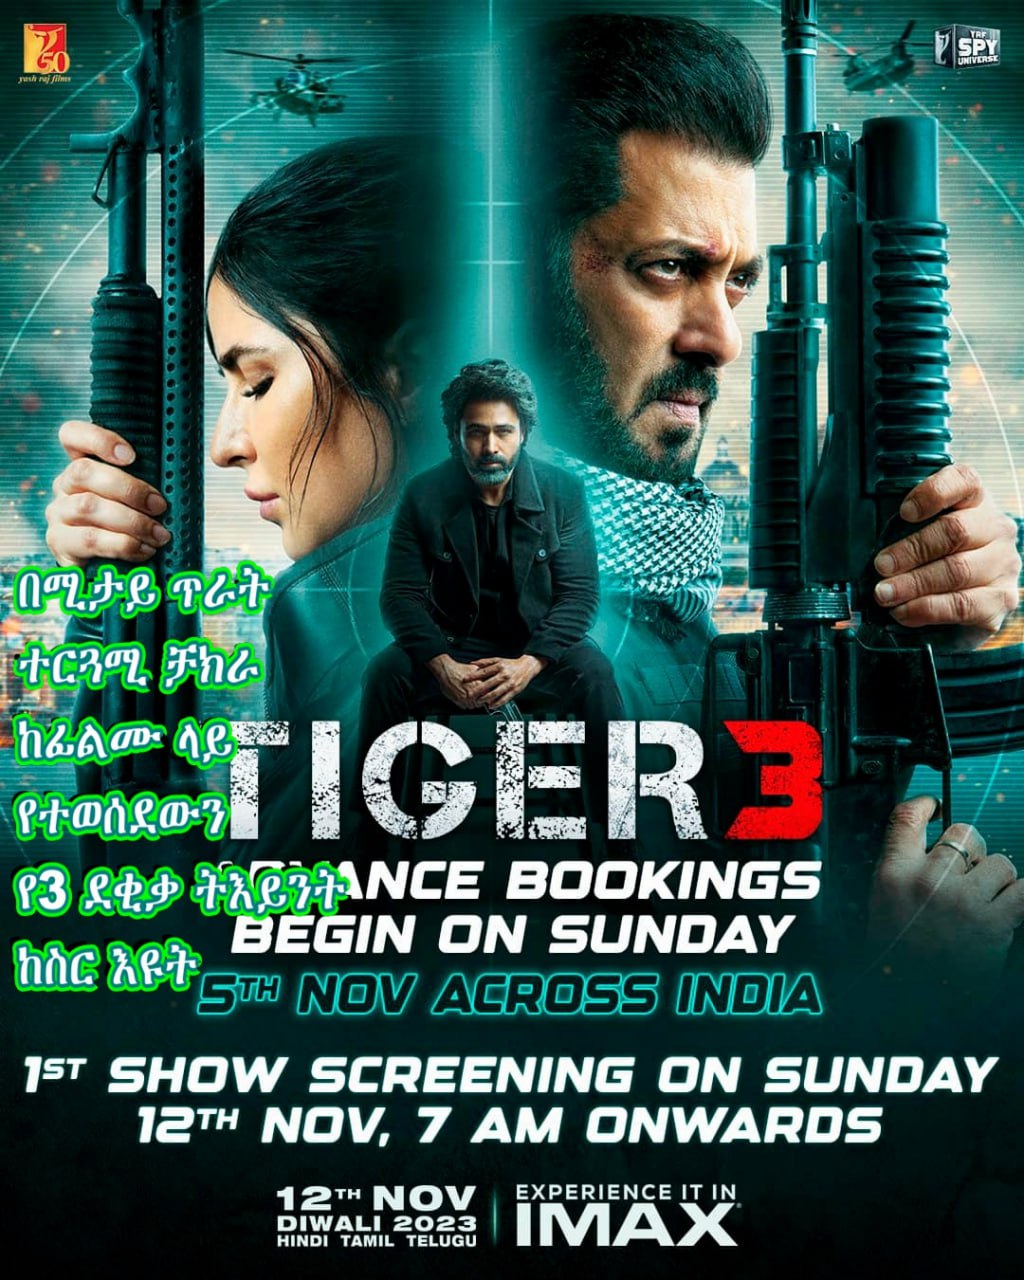 50
yash raj films
YRF
SPY
UNIVERSE
በሚታይ ጥራት
ተርጓሚ ቻክራ
ከፊልሙ ላይ
የተወሰደውን
የ3 ደቂቃ ትእይንት
ከስር እዩት
TIGER 3
ADVANCE BOOKINGS
BEGIN ON SUNDAY
5TH NOV ACROSS INDIA
1ST SHOW SCREENING ON SUNDAY
12TH NOV, 7 AM ONWARDS
12TH NOV
DIWALI 2023
HINDI TAMIL TELUGU
EXPERIENCE IT IN
IMAX